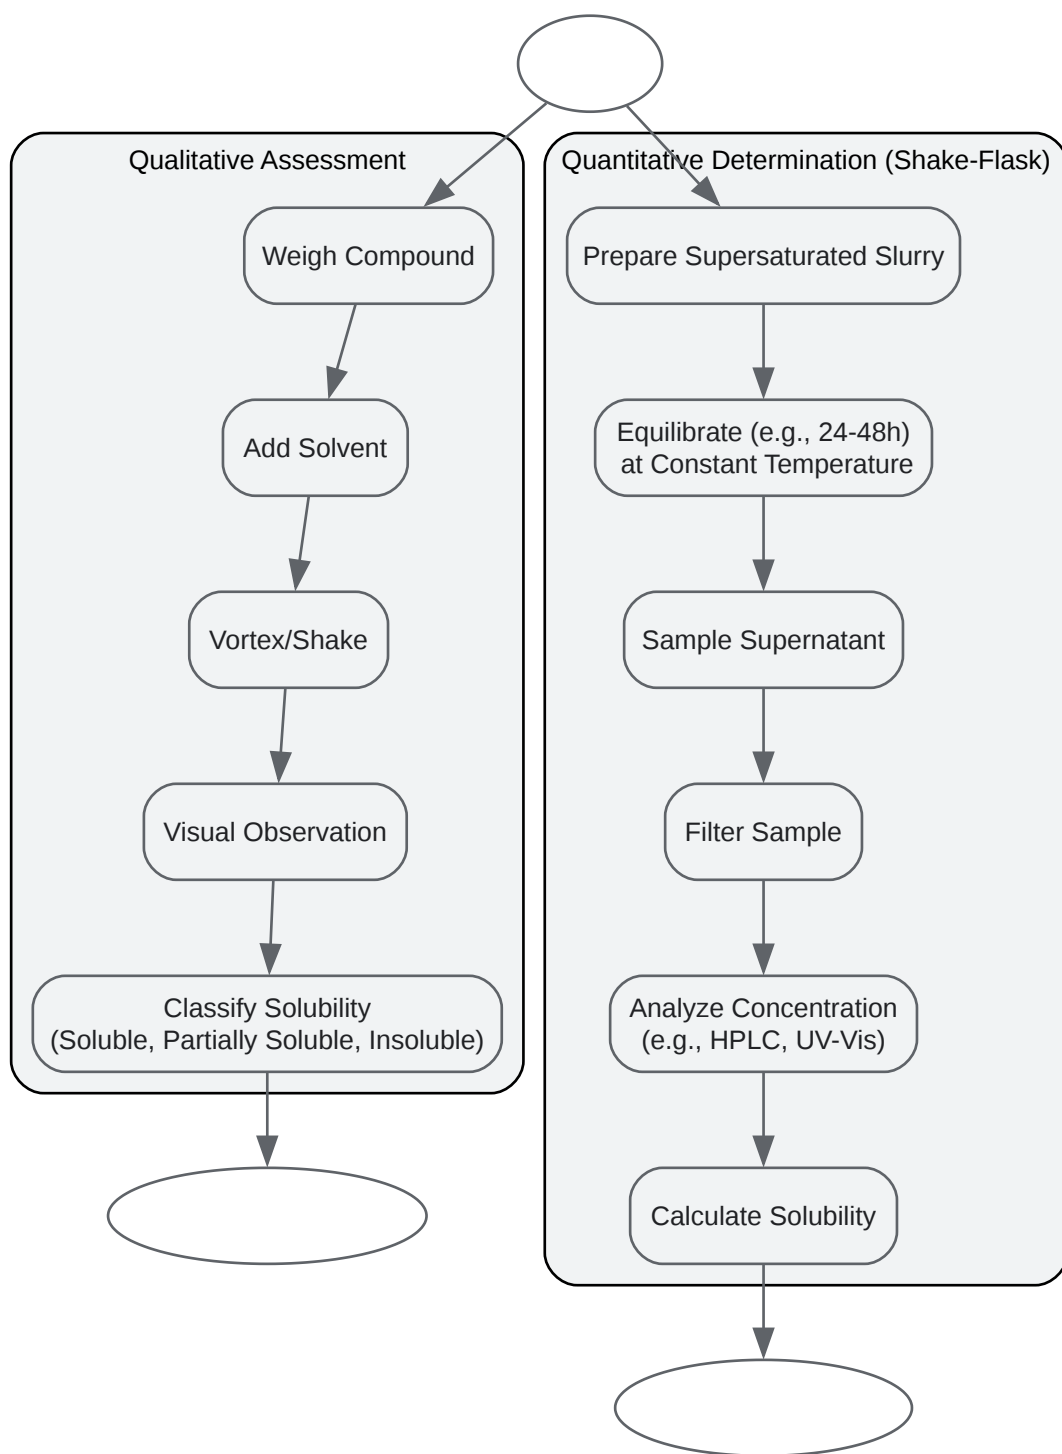 Qualitative Assessment
Weigh Compound
Add Solvent
Vortex/Shake
Visual Observation
Classify Solubility
(Soluble, Partially Soluble, Insoluble)
Quantitative Determination (Shake-Flask)
Prepare Supersaturated Slurry
Equilibrate (e.g., 24-48h)
at Constant Temperature
Sample Supernatant
Filter Sample
Analyze Concentration
(e.g., HPLC, UV-Vis)
Calculate Solubility